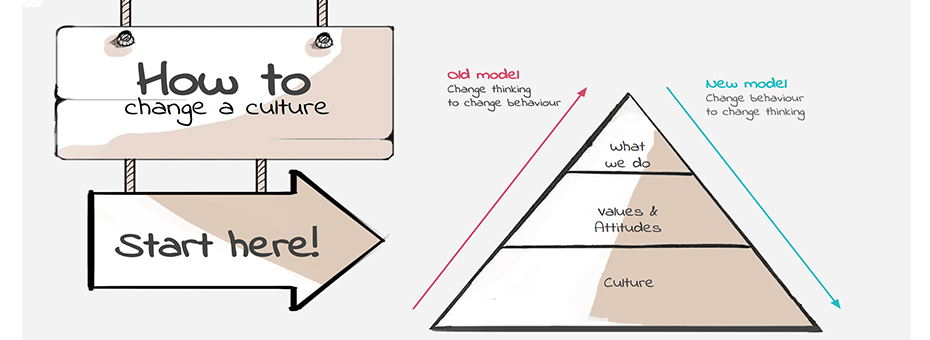 How to
change a culture
Start here!
Old model
Change thinking
to change behaviour
New model
Change behaviour
to change thinking
What
we do
Values &
Attitudes
Culture